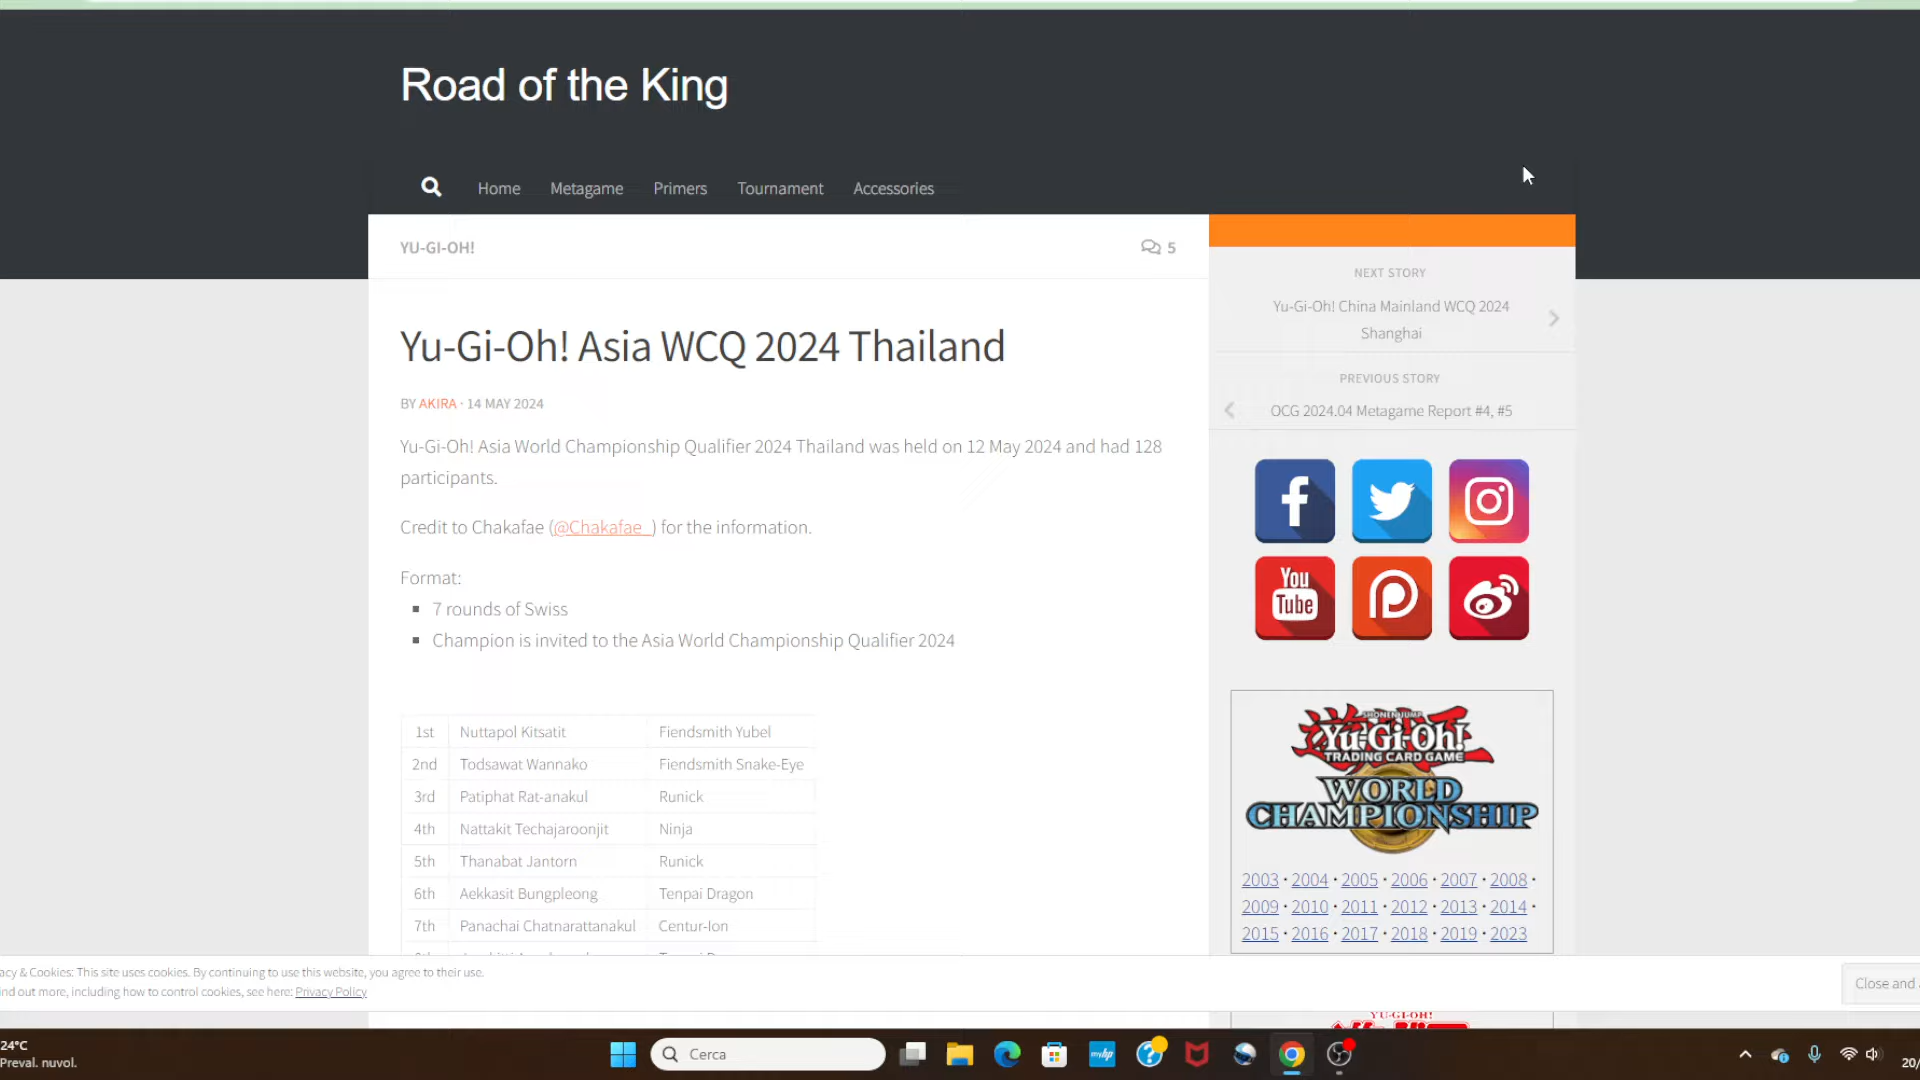 Road of the King
Home Metagame Primers Tournament Accessories
YU-GI-OH!
5
Yu-Gi-Oh! Asia WCQ 2024 Thailand
BY AKIRA · 14 MAY 2024
Yu-Gi-Oh! Asia World Championship Qualifier 2024 Thailand was held on 12 May 2024 and had 128
participants.
Credit to Chakafae (@Chakafae_) for the information.
Format:
7 rounds of Swiss
Champion is invited to the Asia World Championship Qualifier 2024
1st Nuttapol Kitsatit Fiendsmith Yubel
2nd Todsawat Wannako Fiendsmith Snake-Eye
3rd Patiphat Rat-anakul Runick
4th Nattakit Techajaroonjit Ninja
5th Thanabat Jantorn Runick
6th Aekkasit Bungpleong Tenpai Dragon
7th Panachai Chatnarattanakul Centur-Ion
NEXT STORY
Yu-Gi-Oh! China Mainland WCQ 2024
Shanghai
PREVIOUS STORY
OCG 2024.04 Metagame Report #4, #5
You
Tube
SHONEN JUMP
Yu-Gi-Oh!
TRADING CARD GAME
WORLD
CHAMPIONSHIP
2003 · 2004 · 2005 · 2006 · 2007 · 2008 ·
2009 · 2010 · 2011 · 2012 · 2013 · 2014 ·
2015 · 2016 · 2017 · 2018 · 2019 · 2023
YU-GI-OH!
acy & Cookies: This site uses cookies. By continuing to use this website, you agree to their use.
nd out more, including how to control cookies, see here: Privacy Policy
Close and
24°C
Preval. nuvol.
Cerca
myhp
20/